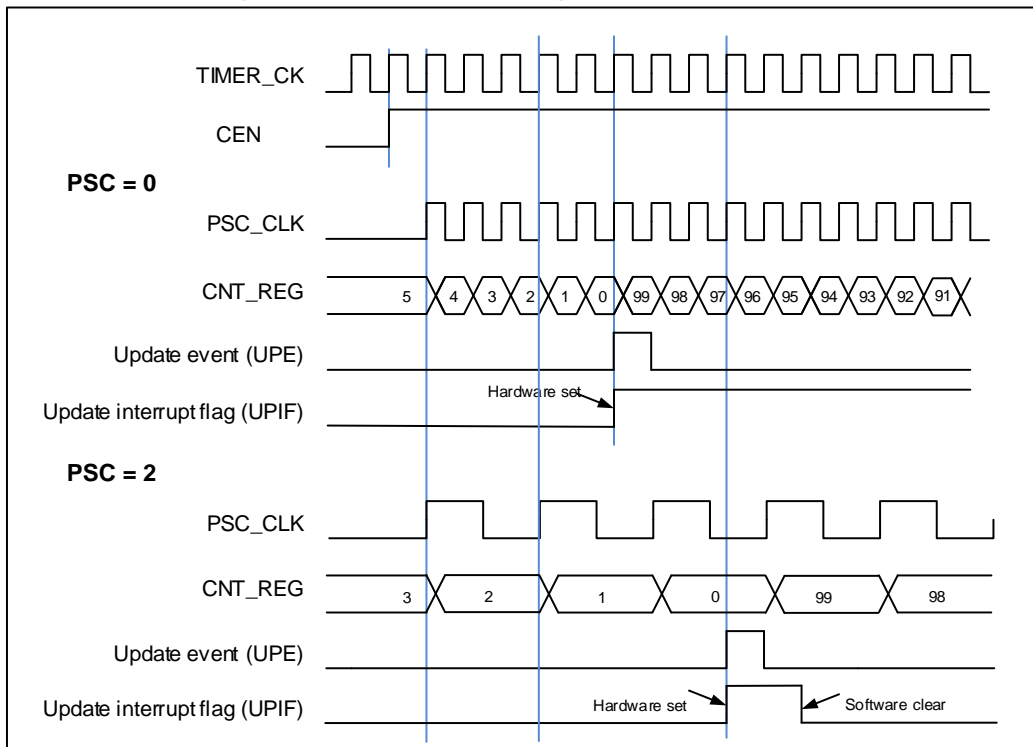 TIMER_CK
CEN
PSC = 0
PSC_CLK
CNT_REG 5 4 3 2 1 0 99 98 97 96 95 94 93 92 91
Update event (UPE)
Hardware set
Update interrupt flag (UPIF)
PSC = 2
PSC_CLK
CNT_REG 3 2 1 0 99 98
Update event (UPE)
Update interrupt flag (UPIF) Hardware set Software clear